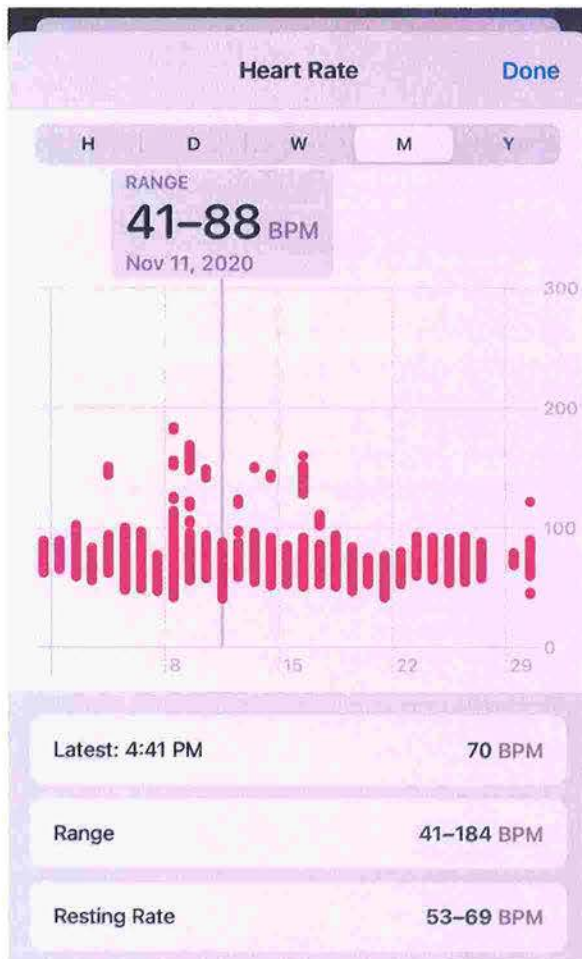 Heart Rate Done
H D W M Y
RANGE
41–88 BPM
Nov 11, 2020
300
200
100
0
8 15 22 29
Latest: 4:41 PM 70 BPM
Range 41–184 BPM
Resting Rate 53–69 BPM